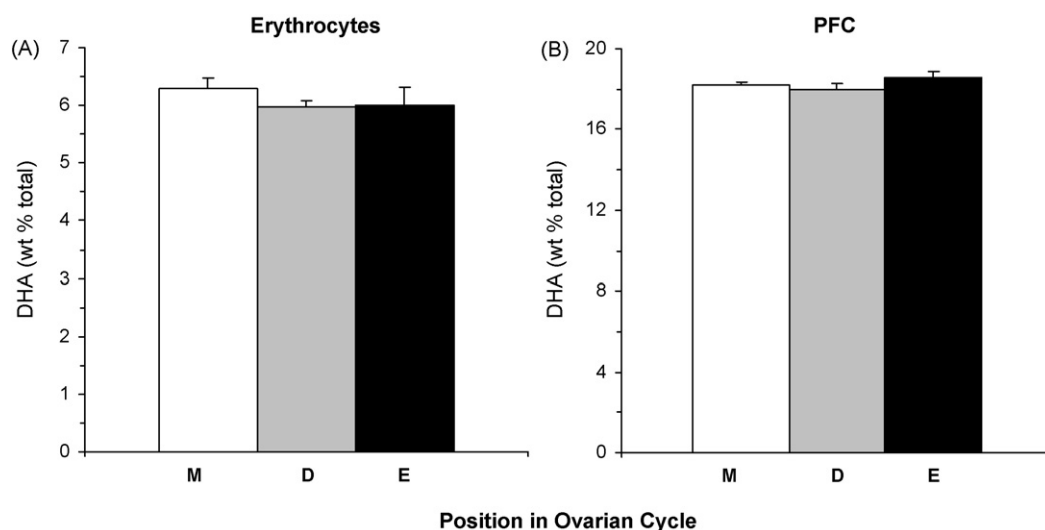 Erythrocytes
(A)
DHA (wt % total)
7
6
5
4
3
2
1
0
M D E
PFC
(B)
DHA (wt % total)
20
16
12
8
4
0
M D E
Position in Ovarian Cycle